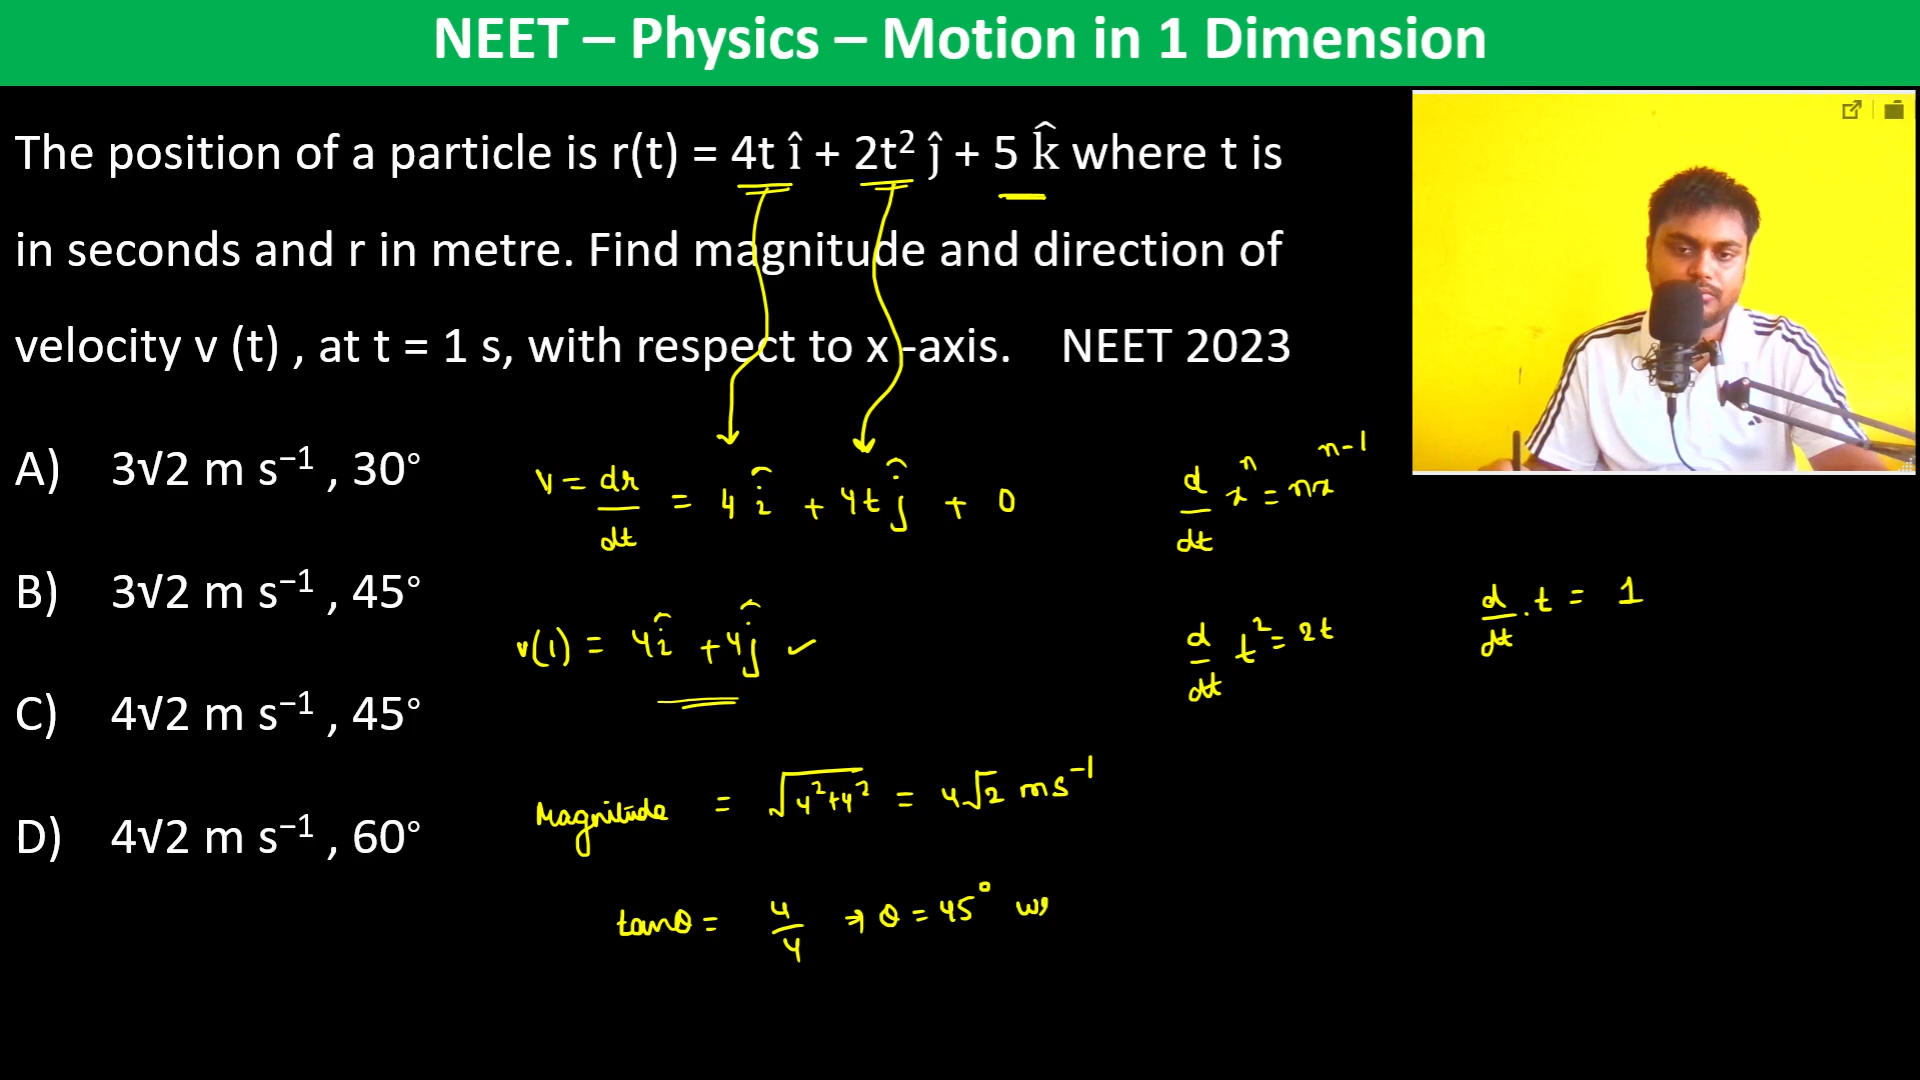 NEET – Physics – Motion in 1 Dimension
The position of a particle is r(t) = 4t î + 2t² ĵ + 5 k̂ where t is
in seconds and r in metre. Find magnitude and direction of
velocity v (t) , at t = 1 s, with respect to x -axis. NEET 2023
A) 3√2 m s⁻¹ , 30°
B) 3√2 m s⁻¹ , 45°
C) 4√2 m s⁻¹ , 45°
D) 4√2 m s⁻¹ , 60°
v = dr/dt = 4 î + 4t ĵ + 0
v(1) = 4î + 4ĵ ✓
Magnitude = √(4²+4²) = 4√2 ms⁻¹
tanθ = 4/4 → θ = 45°
d/dt xⁿ = nxⁿ⁻¹
d/dt t² = 2t
d/dt . t = 1